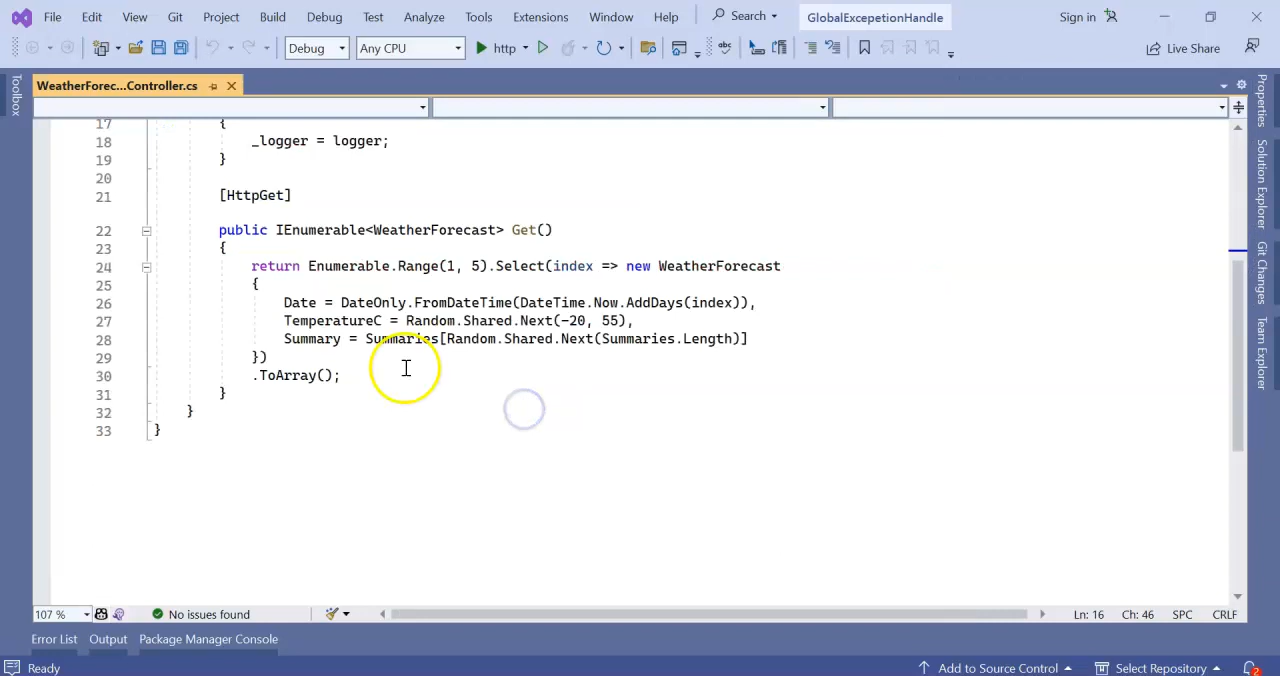 File Edit View Git Project Build Debug Test Analyze Tools Extensions Window Help Search GlobalExcepetionHandle Sign in
Debug Any CPU http Live Share
Toolbox
WeatherForec...Controller.cs
Properties
Solution Explorer
Git Changes
Team Explorer
17 {
18 _logger = logger;
19 }
20
21 [HttpGet]
22 public IEnumerable<WeatherForecast> Get()
23 {
24 return Enumerable.Range(1, 5).Select(index => new WeatherForecast
25 {
26 Date = DateOnly.FromDateTime(DateTime.Now.AddDays(index)),
27 TemperatureC = Random.Shared.Next(-20, 55),
28 Summary = Summaries[Random.Shared.Next(Summaries.Length)]
29 })
30 .ToArray();
31 }
32 }
33 }
107 % No issues found Ln: 16 Ch: 46 SPC CRLF
Error List Output Package Manager Console
Ready Add to Source Control Select Repository 2